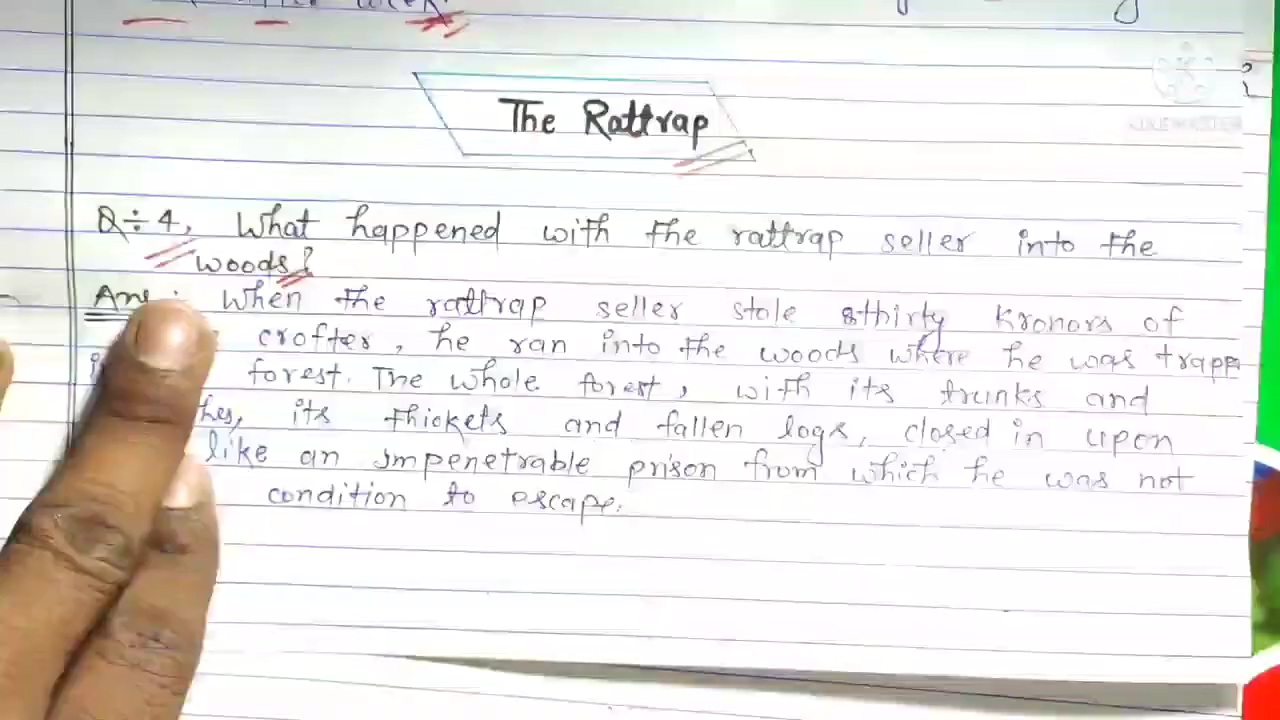 The Rattrap
Q÷4, What happened with the rattrap seller into the
woods?
Ans: When the rattrap seller stole thirty Kronors of
crofter, he ran into the woods where he was trapp
forest. The whole forest, with its trunks and
hes, its thickets and fallen logs, closed in upon
like an impenetrable prison from which he was not
condition to escape.
KINEMASTER